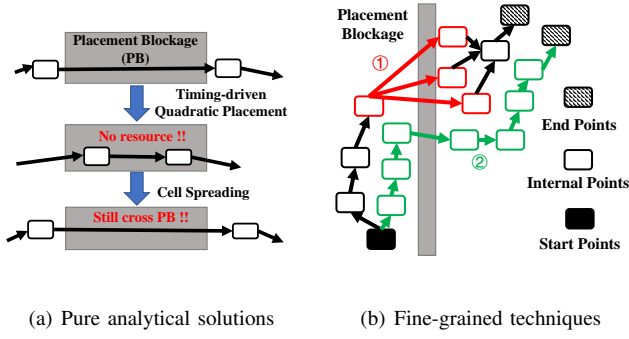 Placement Blockage
(PB)
Timing-driven
Quadratic Placement
No resource !!
Cell Spreading
Still cross PB !!
(a) Pure analytical solutions
Placement
Blockage
①
②
End Points
Internal Points
Start Points
(b) Fine-grained techniques